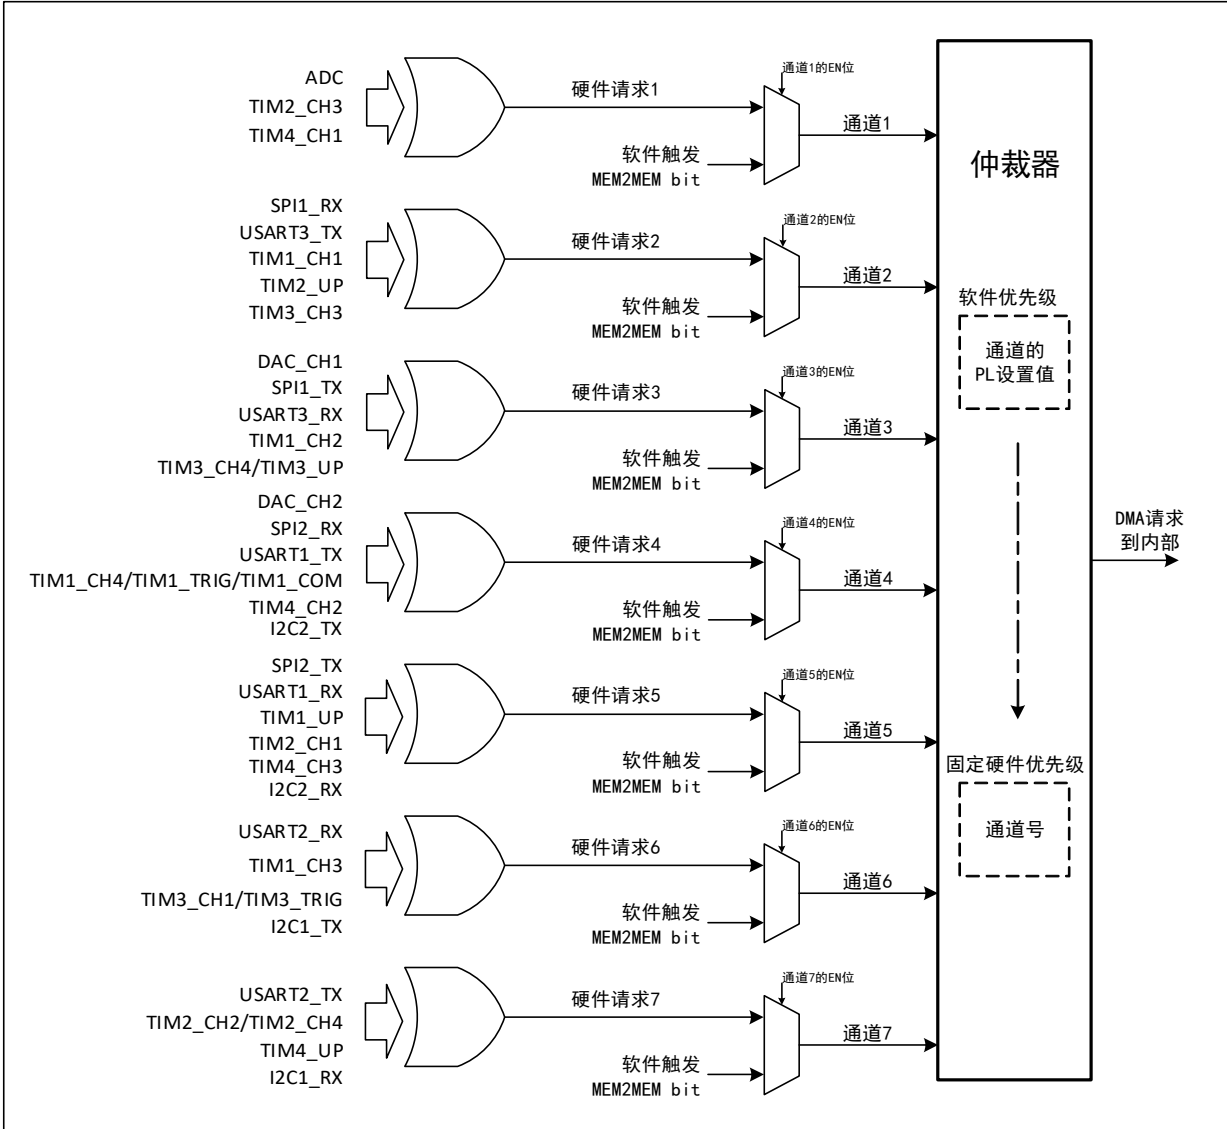 ADC
TIM2_CH3
TIM4_CH1
硬件请求1
软件触发
MEM2MEM bit
通道1的EN位
通道1
SPI1_RX
USART3_TX
TIM1_CH1
TIM2_UP
TIM3_CH3
硬件请求2
软件触发
MEM2MEM bit
通道2的EN位
通道2
DAC_CH1
SPI1_TX
USART3_RX
TIM1_CH2
TIM3_CH4/TIM3_UP
硬件请求3
软件触发
MEM2MEM bit
通道3的EN位
通道3
DAC_CH2
SPI2_RX
USART1_TX
TIM1_CH4/TIM1_TRIG/TIM1_COM
TIM4_CH2
I2C2_TX
硬件请求4
软件触发
MEM2MEM bit
通道4的EN位
通道4
SPI2_TX
USART1_RX
TIM1_UP
TIM2_CH1
TIM4_CH3
I2C2_RX
硬件请求5
软件触发
MEM2MEM bit
通道5的EN位
通道5
USART2_RX
TIM1_CH3
TIM3_CH1/TIM3_TRIG
I2C1_TX
硬件请求6
软件触发
MEM2MEM bit
通道6的EN位
通道6
USART2_TX
TIM2_CH2/TIM2_CH4
TIM4_UP
I2C1_RX
硬件请求7
软件触发
MEM2MEM bit
通道7的EN位
通道7
仲裁器
软件优先级
通道的
PL设置值
固定硬件优先级
通道号
DMA请求
到内部